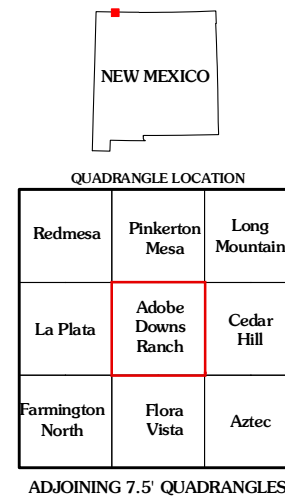 NEW MEXICO
QUADRANGLE LOCATION
Redmesa
Pinkerton
Mesa
Long
Mountain
La Plata
Adobe
Downs
Ranch
Cedar
Hill
Farmington
North
Flora
Vista
Aztec
ADJOINING 7.5' QUADRANGLES